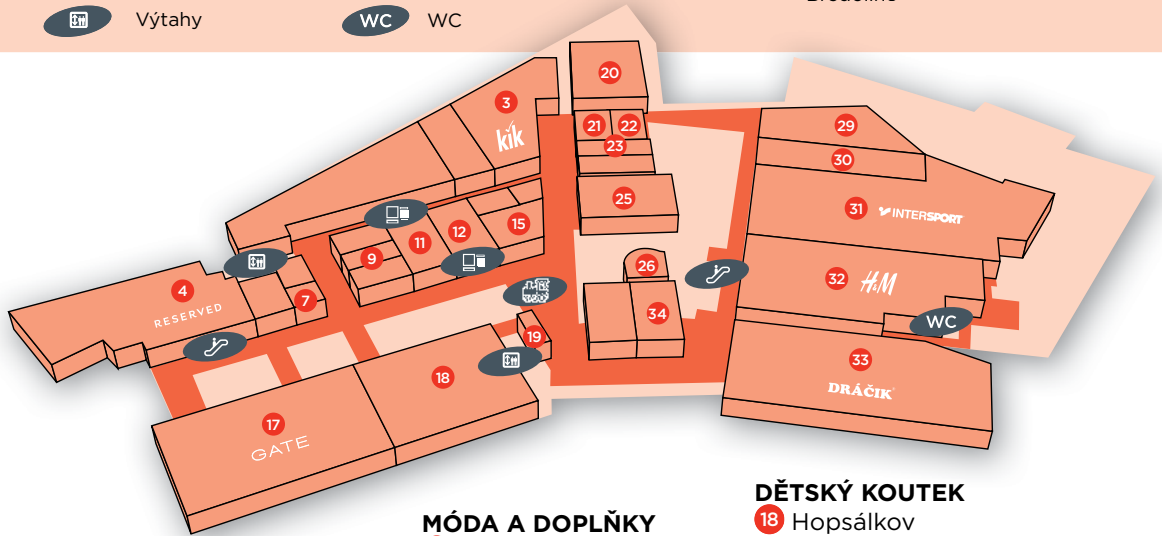 Výtahy
WC WC
20
3
kik
21 22
29
23
30
25
31 INTERSPORT
15
12
11
9
26
32 H&M
4
RESERVED
7
34
WC
19
33
18
DRÁČIK
17
GATE
DĚTSKÝ KOUTEK
18 Hopsálkov
MÓDA A DOPLŇKY